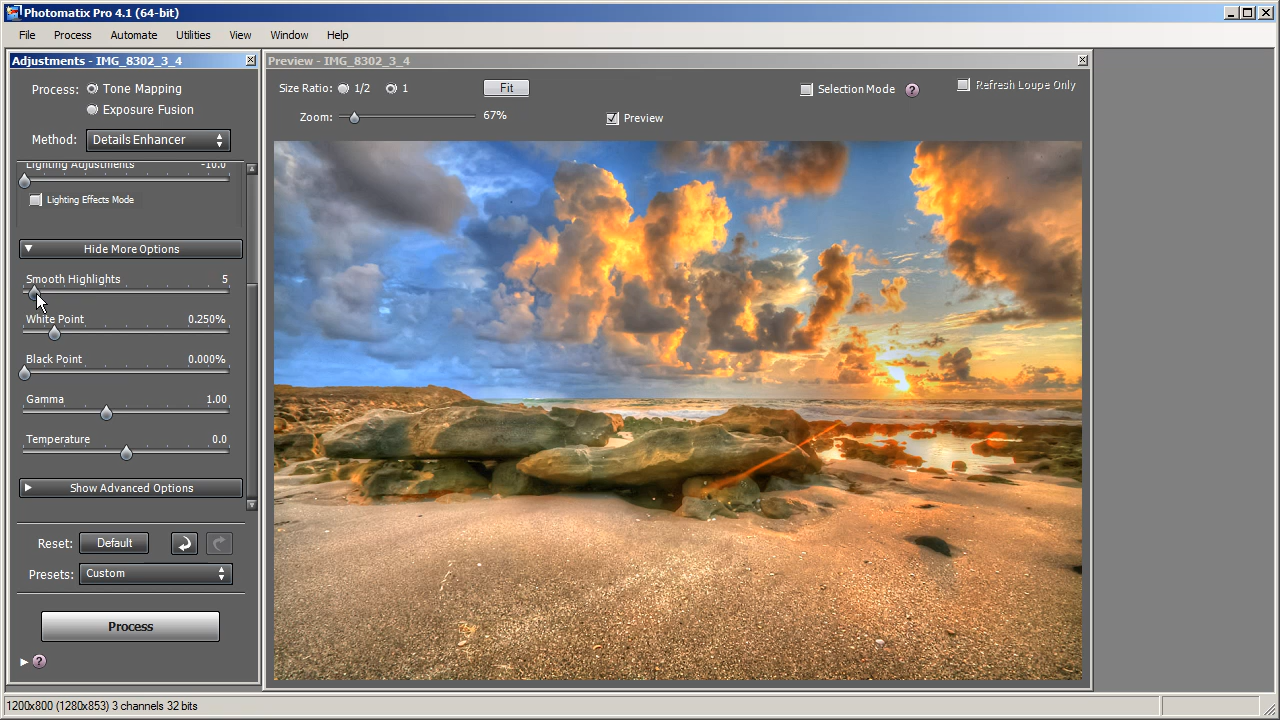 Photomatix Pro 4.1 (64-bit)
File Process Automate Utilities View Window Help
Adjustments - IMG_8302_3_4
Process: Tone Mapping
Exposure Fusion
Method: Details Enhancer
Lighting Adjustments -10.0
Lighting Effects Mode
Hide More Options
Smooth Highlights 5
White Point 0.250%
Black Point 0.000%
Gamma 1.00
Temperature 0.0
Show Advanced Options
Reset: Default
Presets: Custom
Process
?
Preview - IMG_8302_3_4
Size Ratio: 1/2 1 Fit Selection Mode ? Refresh Loupe Only
Zoom: 67% Preview
1200x800 (1280x853) 3 channels 32 bits